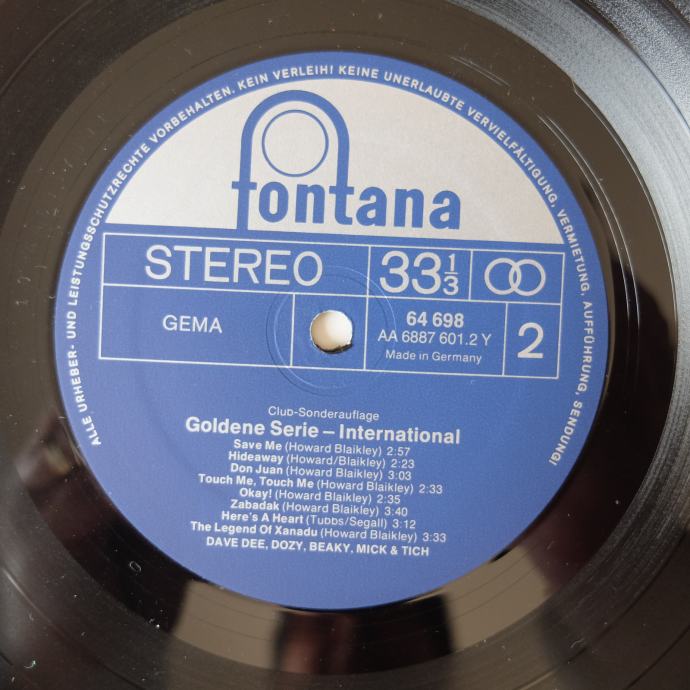 ALLE URHEBER- UND LEISTUNGSSCHUTZRECHTE VORBEHALTEN. KEIN VERLEIH! KEINE UNERLAUBTE VERVIELFÄLTIGUNG, VERMIETUNG, AUFFÜHRUNG, SENDUNG!
fontana
STEREO
33 1/3
GEMA
64 698
AA 6887 601.2 Y
Made in Germany
2
Club-Sonderauflage
Goldene Serie – International
Save Me (Howard Blaikley) 2:57
Hideaway (Howard/Blaikley) 2:23
Don Juan (Howard Blaikley) 3:03
Touch Me, Touch Me (Howard Blaikley) 2:33
Okay! (Howard Blaikley) 2:35
Zabadak (Howard Blaikley) 3:40
Here's A Heart (Tubbs/Segall) 3:12
The Legend Of Xanadu (Howard Blaikley) 3:33
DAVE DEE, DOZY, BEAKY, MICK & TICH